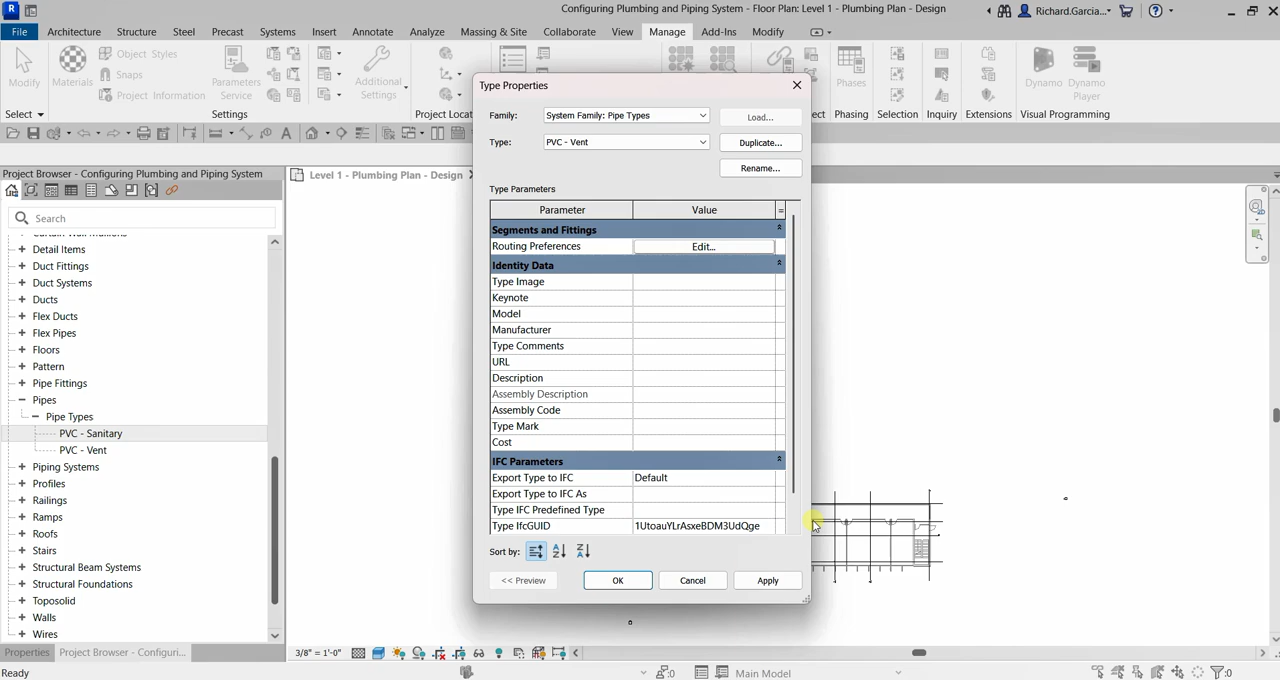 R
Configuring Plumbing and Piping System - Floor Plan: Level 1 - Plumbing Plan - Design
Richard.Garcia...
File Architecture Structure Steel Precast Systems Insert Annotate Analyze Massing & Site Collaborate View Manage Add-Ins Modify
Modify
Materials
Object Styles
Snaps
Project Information
Parameters
Service
Additional
Settings
Phases
Dynamo
Dynamo
Player
Select Settings Project Locat Phasing Selection Inquiry Extensions Visual Programming
Project Browser - Configuring Plumbing and Piping System
Level 1 - Plumbing Plan - Design
Search
Detail Items
Duct Fittings
Duct Systems
Ducts
Flex Ducts
Flex Pipes
Floors
Pattern
Pipe Fittings
Pipes
Pipe Types
PVC - Sanitary
PVC - Vent
Piping Systems
Profiles
Railings
Ramps
Roofs
Stairs
Structural Beam Systems
Structural Foundations
Toposolid
Walls
Wires
Properties
Project Browser - Configuri...
Type Properties
Family: System Family: Pipe Types Load...
Type: PVC - Vent Duplicate...
Rename...
Type Parameters
Parameter Value =
Segments and Fittings
Routing Preferences Edit...
Identity Data
Type Image
Keynote
Model
Manufacturer
Type Comments
URL
Description
Assembly Description
Assembly Code
Type Mark
Cost
IFC Parameters
Export Type to IFC Default
Export Type to IFC As
Type IFC Predefined Type
Type IfcGUID 1UtoauYLrAsxeBDM3UdQge
Sort by:
<< Preview OK Cancel Apply
3/8" = 1'-0"
Ready
:0
Main Model
:0